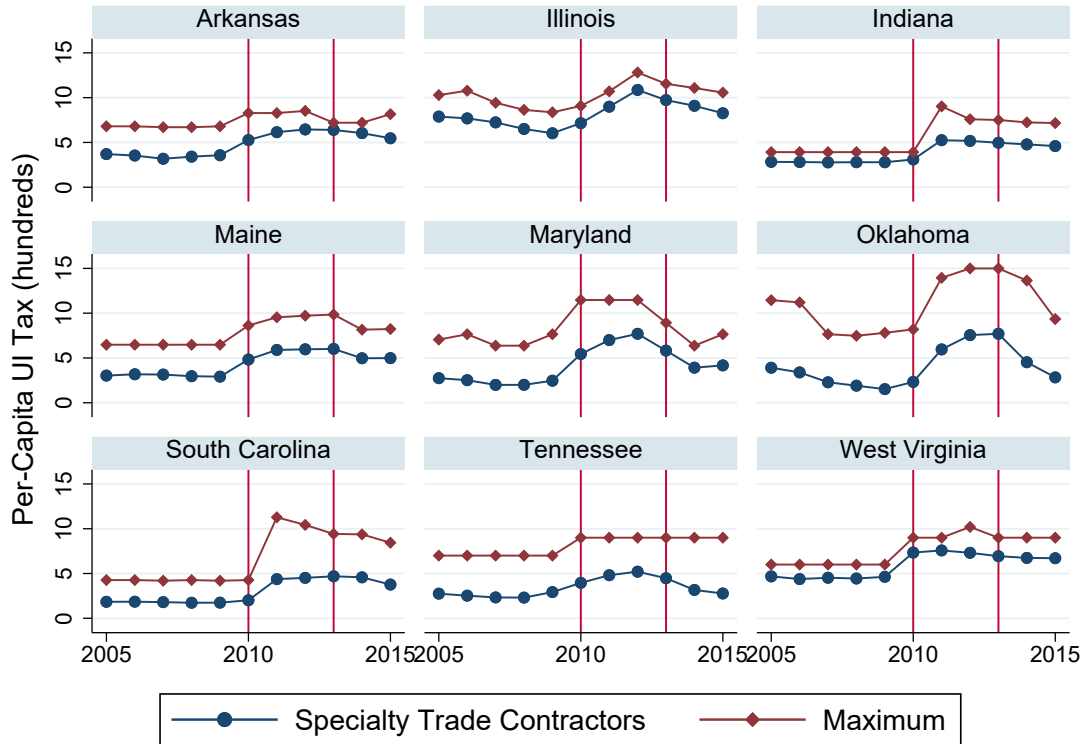 Arkansas
Illinois
Indiana
15
10
5
0
Maine
Maryland
Oklahoma
15
10
5
0
South Carolina
Tennessee
West Virginia
15
10
5
0
Per-Capita UI Tax (hundreds)
2005
2010
2015
2005
2010
2015
2005
2010
2015
Specialty Trade Contractors
Maximum